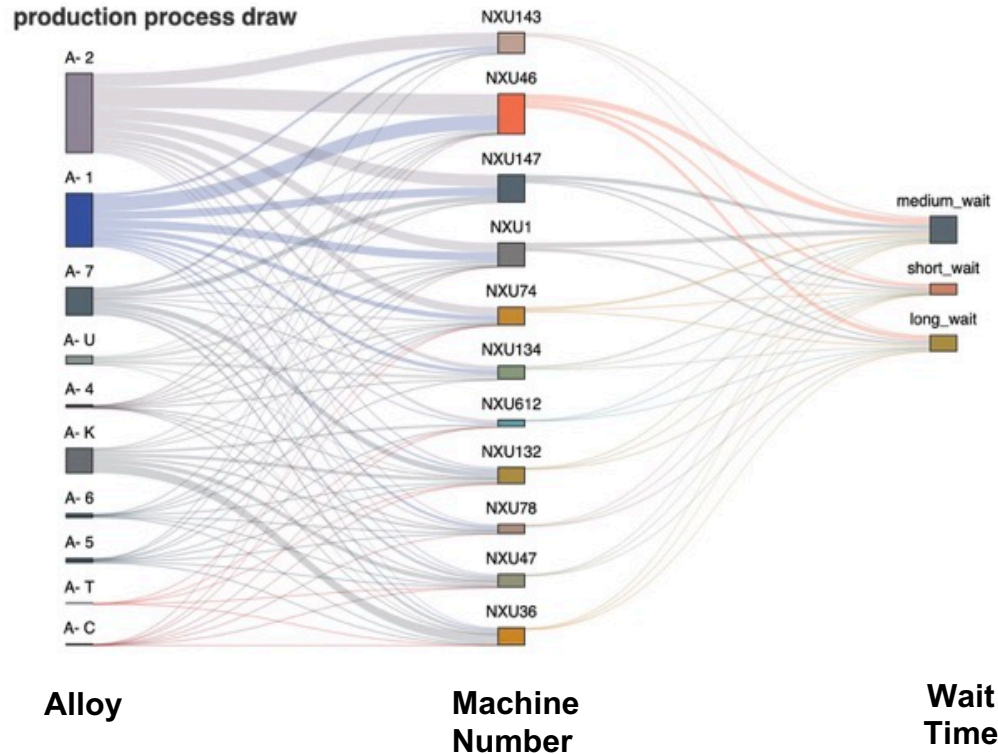 production process draw
A- 2
A- 1
A- 7
A- U
A- 4
A- K
A- 6
A- 5
A- T
A- C
NXU143
NXU46
NXU147
NXU1
NXU74
NXU134
NXU612
NXU132
NXU78
NXU47
NXU36
medium_wait
short_wait
long_wait
Alloy
Machine
Number
Wait
Time